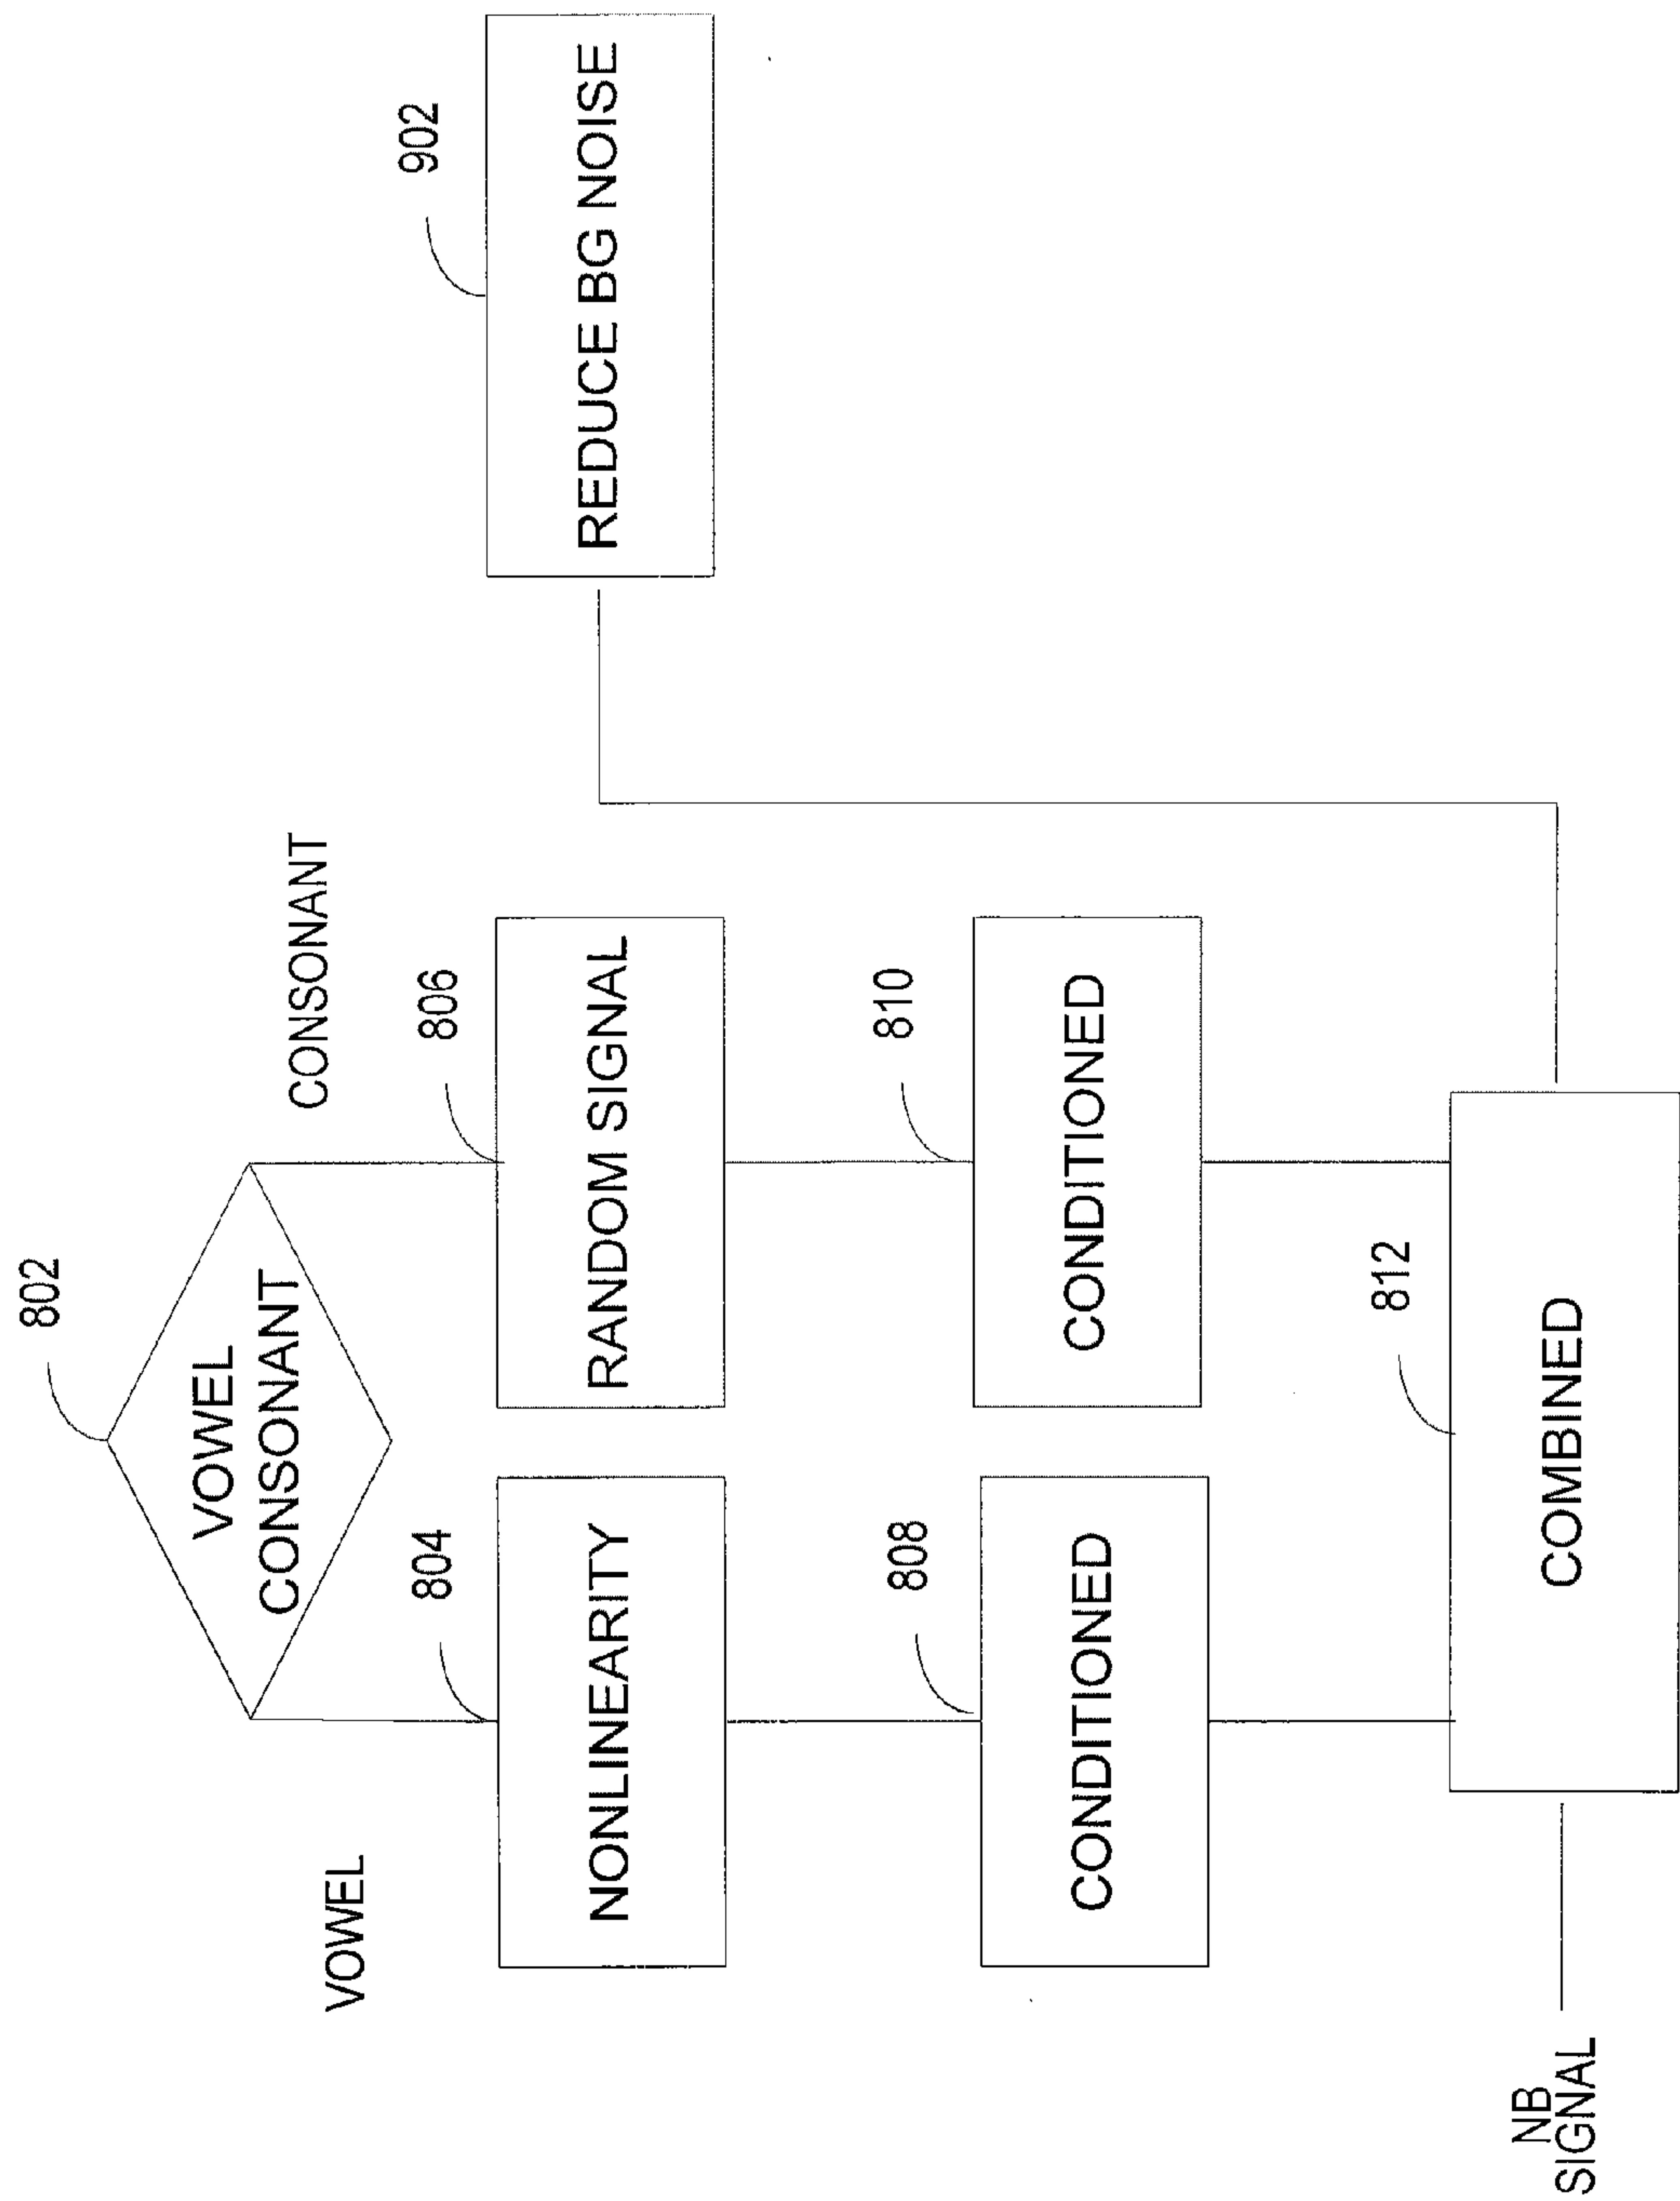 802
VOWEL
CONSONANT
VOWEL
CONSONANT
804
NONLINEARITY
806
RANDOM SIGNAL
902
REDUCE BG NOISE
808
CONDITIONED
810
CONDITIONED
812
COMBINED
NB
SIGNAL